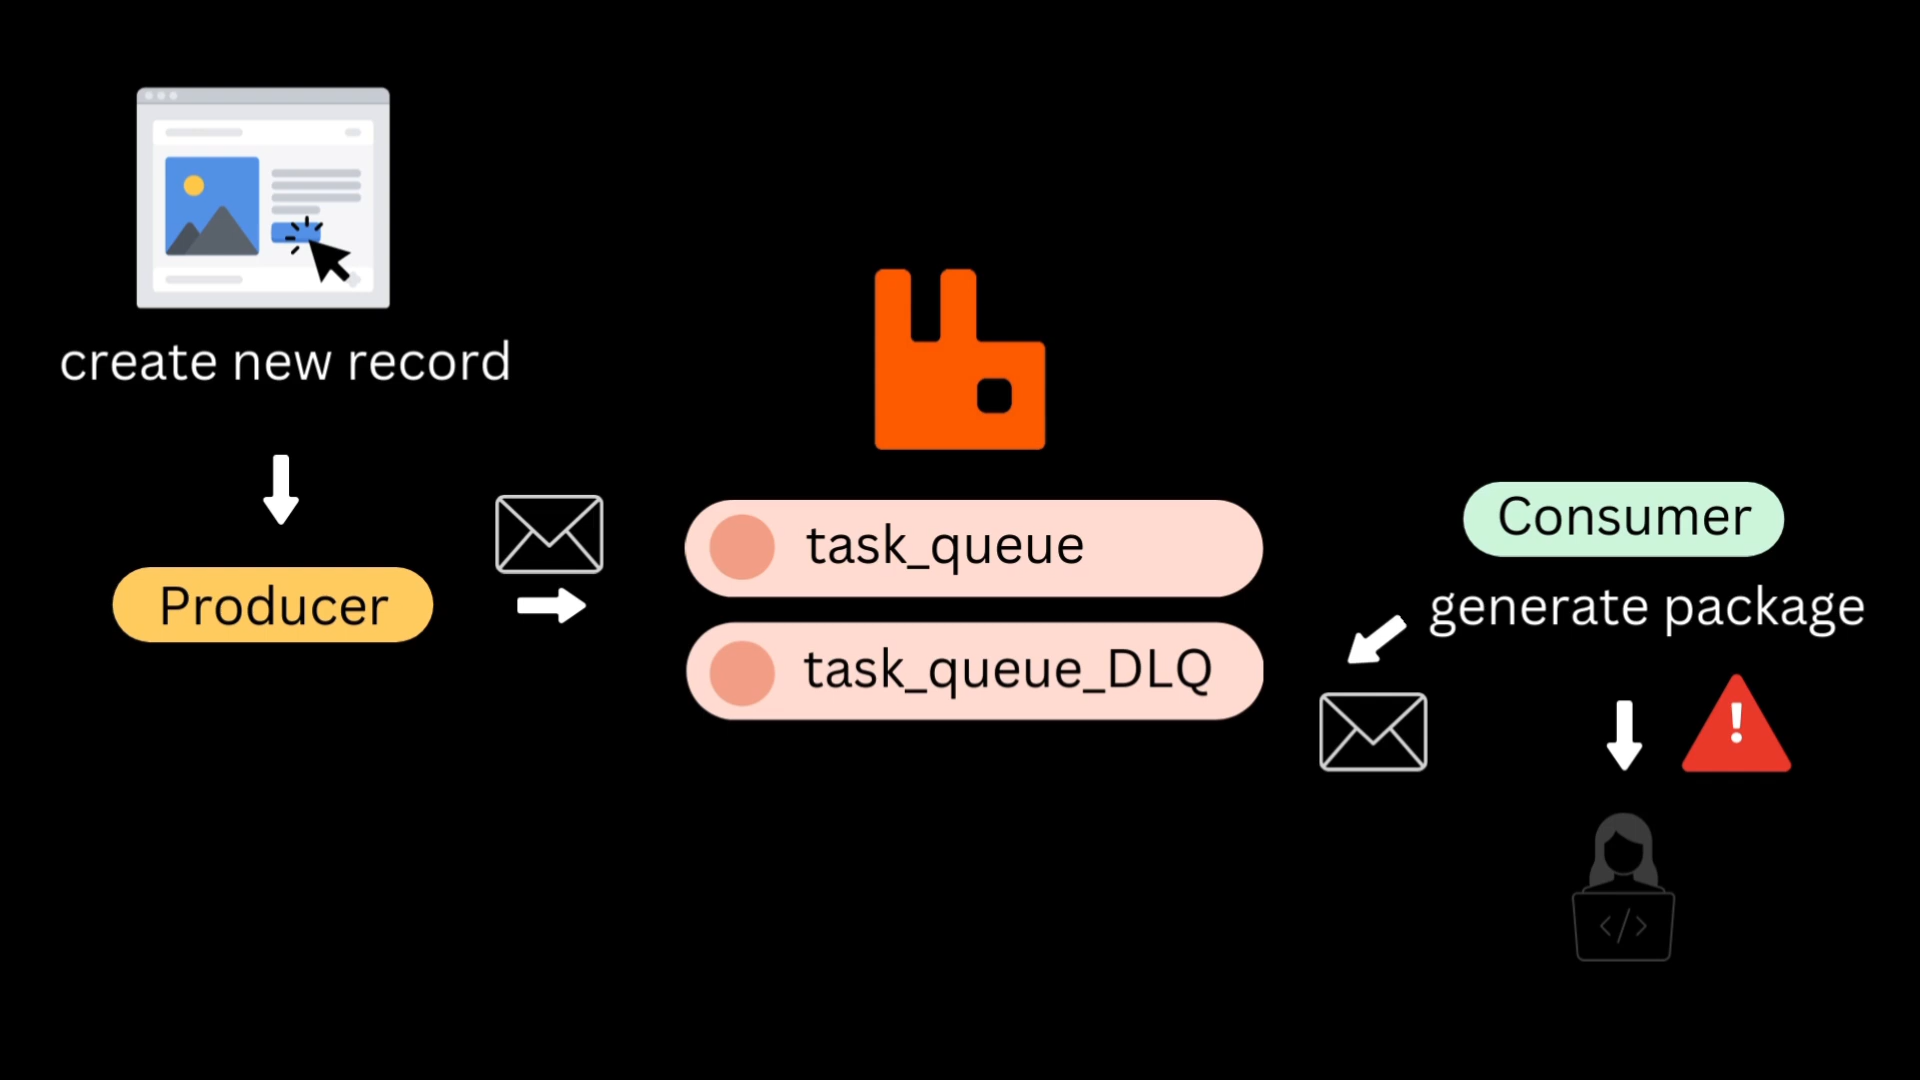 create new record
Producer
task_queue
task_queue_DLQ
Consumer
generate package
!
</>